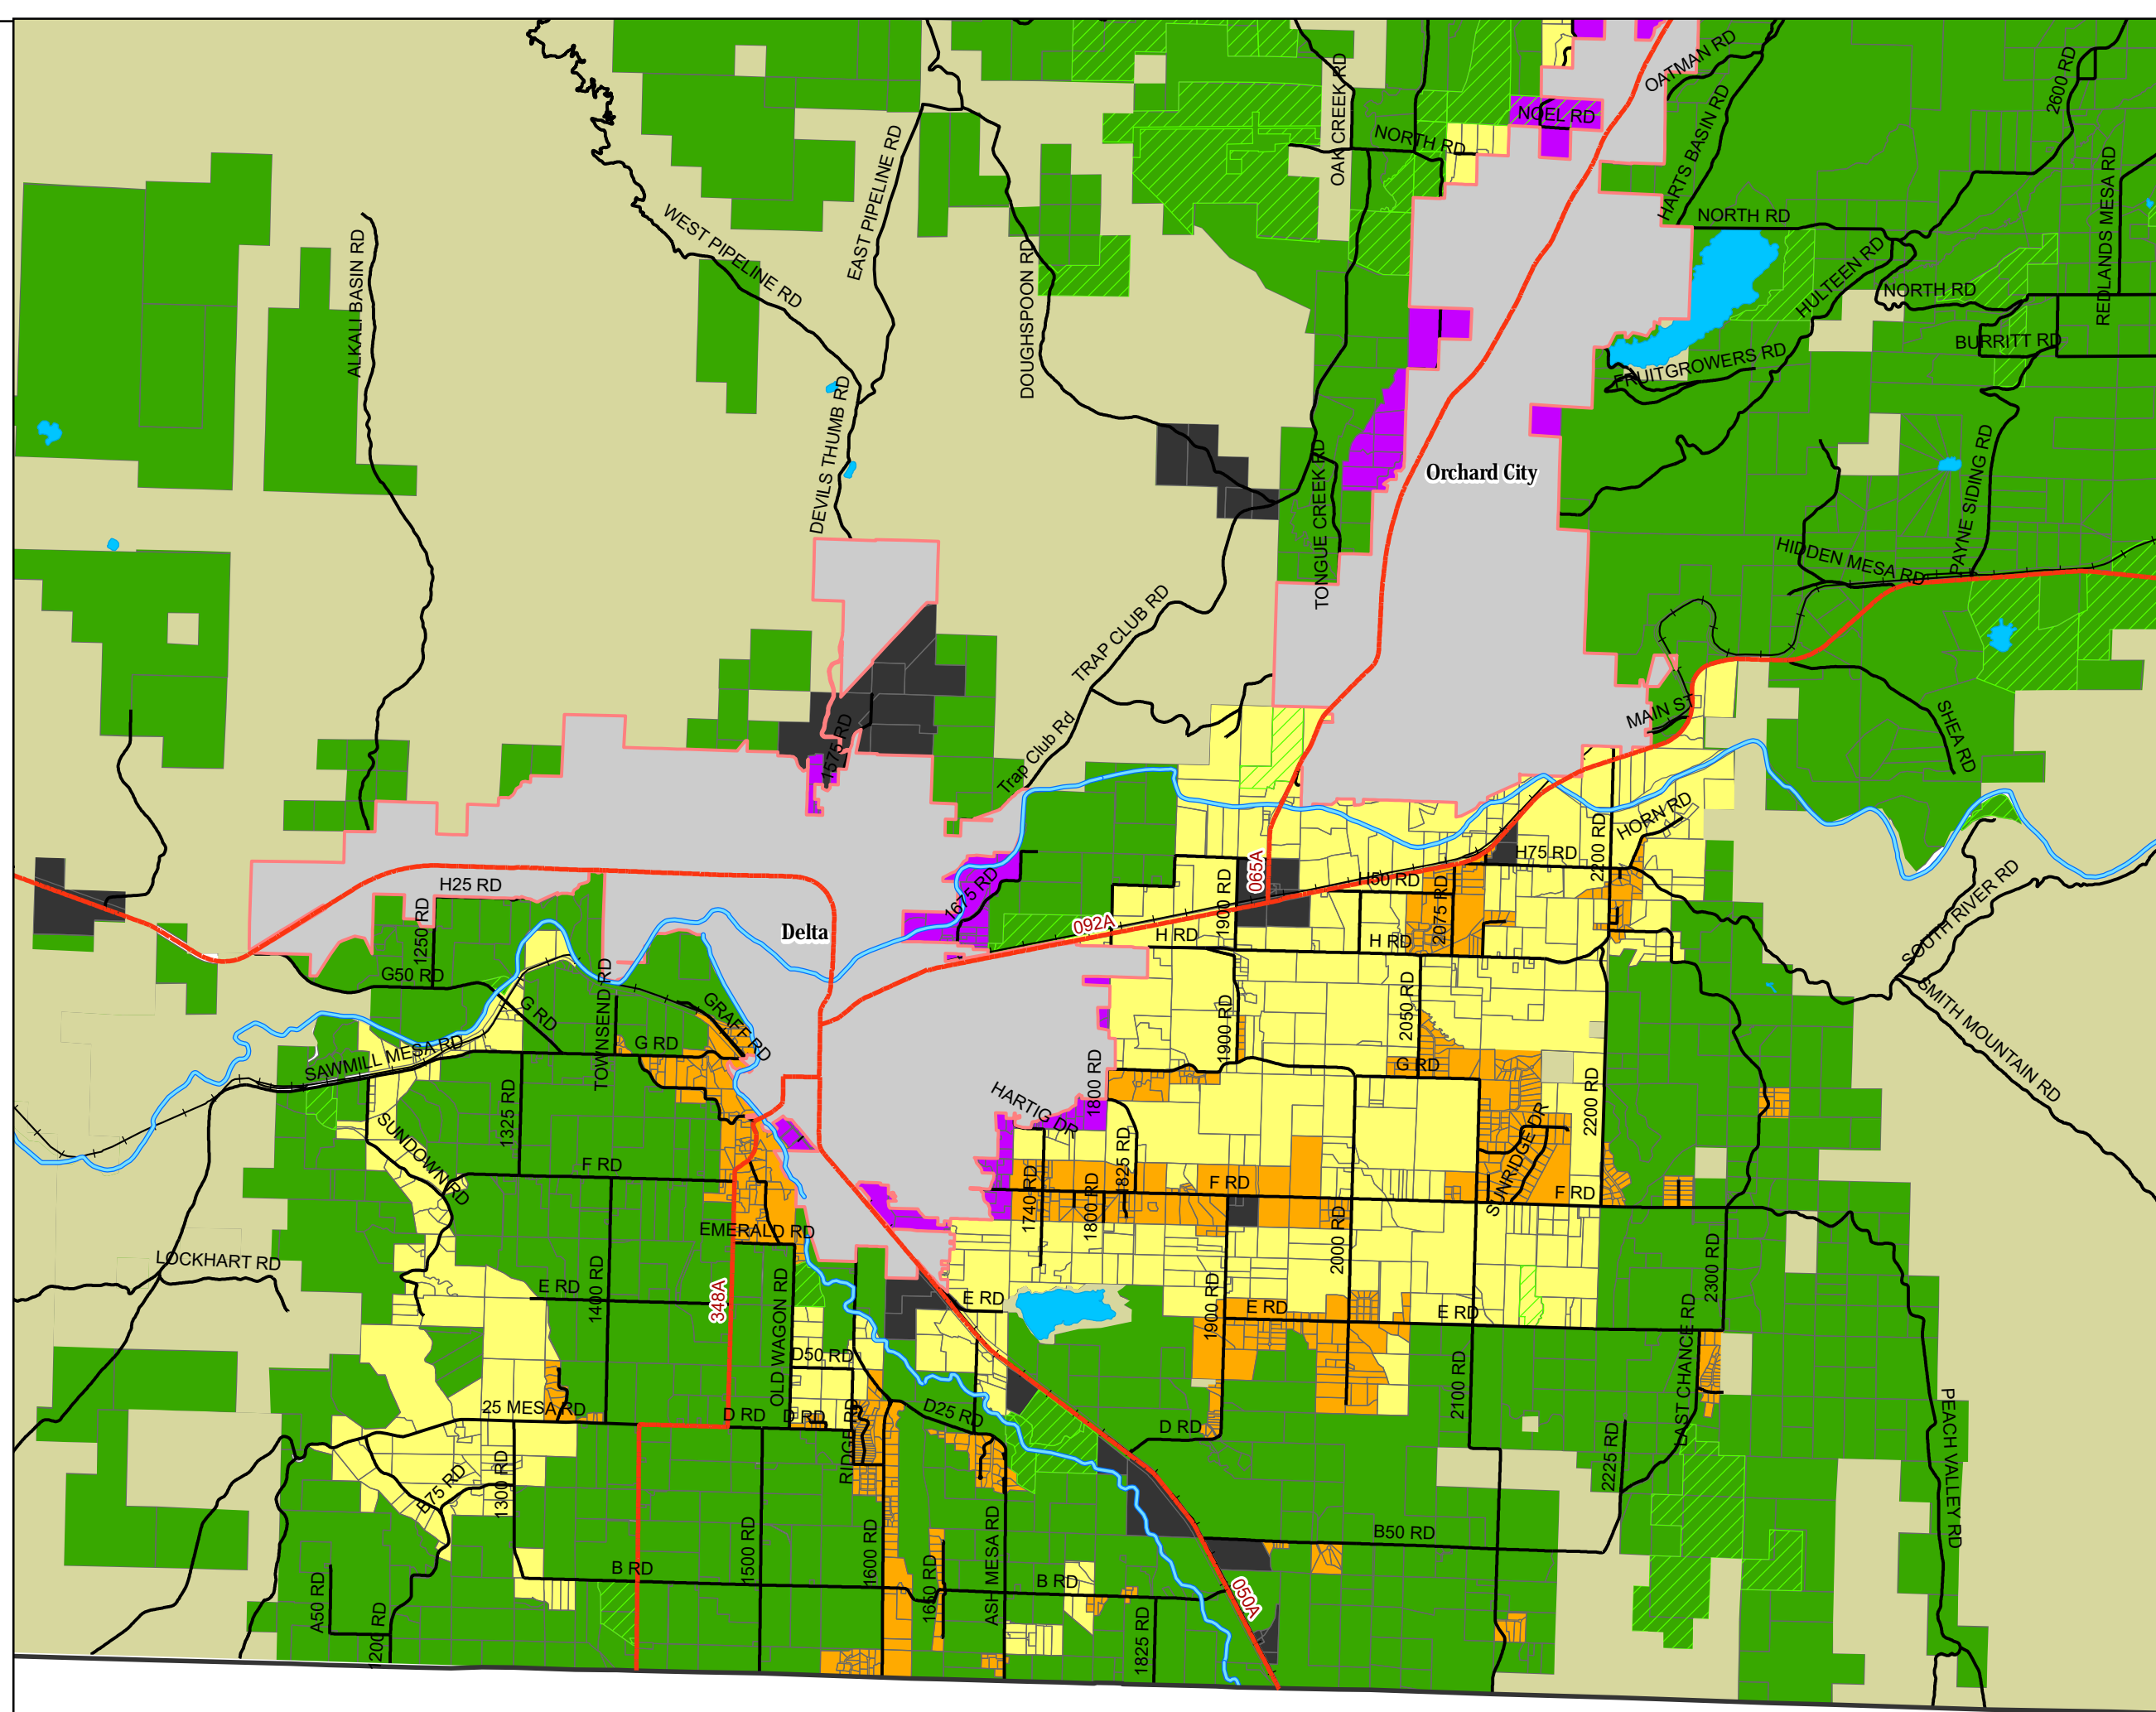 OATMAN RD
2600 RD
OAK CREEK RD
NOEL RD
NORTH RD
HARTS BASIN RD
EAST PIPELINE RD
REDLANDS MESA RD
WEST PIPELINE RD
NORTH RD
ALKALI BASIN RD
DOUGHSPOON RD
HULTEEN RD
NORTH RD
BURRITT RD
FRUITGROWERS RD
DEVILS THUMB RD
Orchard City
TONGUE CREEK RD
PAYNE SIDING RD
HIDDEN MESA RD
TRAP CLUB RD
MAIN ST
SHEA RD
1575 RD
Trap Club Rd
HORN RD
2200 RD
H75 RD
065A
H50 RD
H25 RD
1675 RD
1900 RD
2075 RD
SOUTH RIVER RD
1250 RD
Delta
092A
H RD
H RD
G50 RD
TOWNSEND RD
SMITH MOUNTAIN RD
G RD
GRAFF RD
1900 RD
2050 RD
G RD
SAWMILL MESA RD
G RD
1800 RD
HARTIG DR
2200 RD
1325 RD
SUNDOWN RD
SUNRIDGE DR
1825 RD
F RD
F RD
F RD
1740 RD
1800 RD
EMERALD RD
2000 RD
LOCKHART RD
2300 RD
E RD
1400 RD
348A
OLD WAGON RD
E RD
1900 RD
E RD
E RD
LAST CHANCE RD
D50 RD
2100 RD
25 MESA RD
D RD
D RD
D25 RD
D RD
PEACH VALLEY RD
RIDGE RD
2225 RD
B75 RD
1300 RD
B50 RD
1500 RD
1600 RD
ASH MESA RD
B RD
1650 RD
B RD
050A
A50 RD
1200 RD
1825 RD